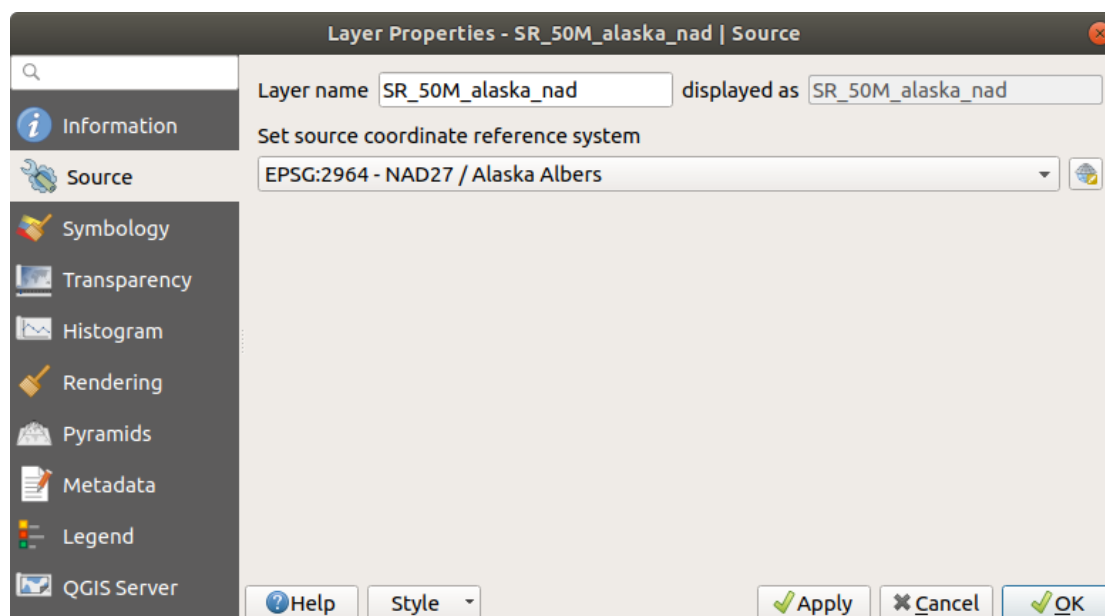 Layer Properties - SR_50M_alaska_nad | Source
Layer name SR_50M_alaska_nad displayed as SR_50M_alaska_nad
Set source coordinate reference system
EPSG:2964 - NAD27 / Alaska Albers
Information
Source
Symbology
Transparency
Histogram
Rendering
Pyramids
Metadata
Legend
QGIS Server
Help Style Apply Cancel OK